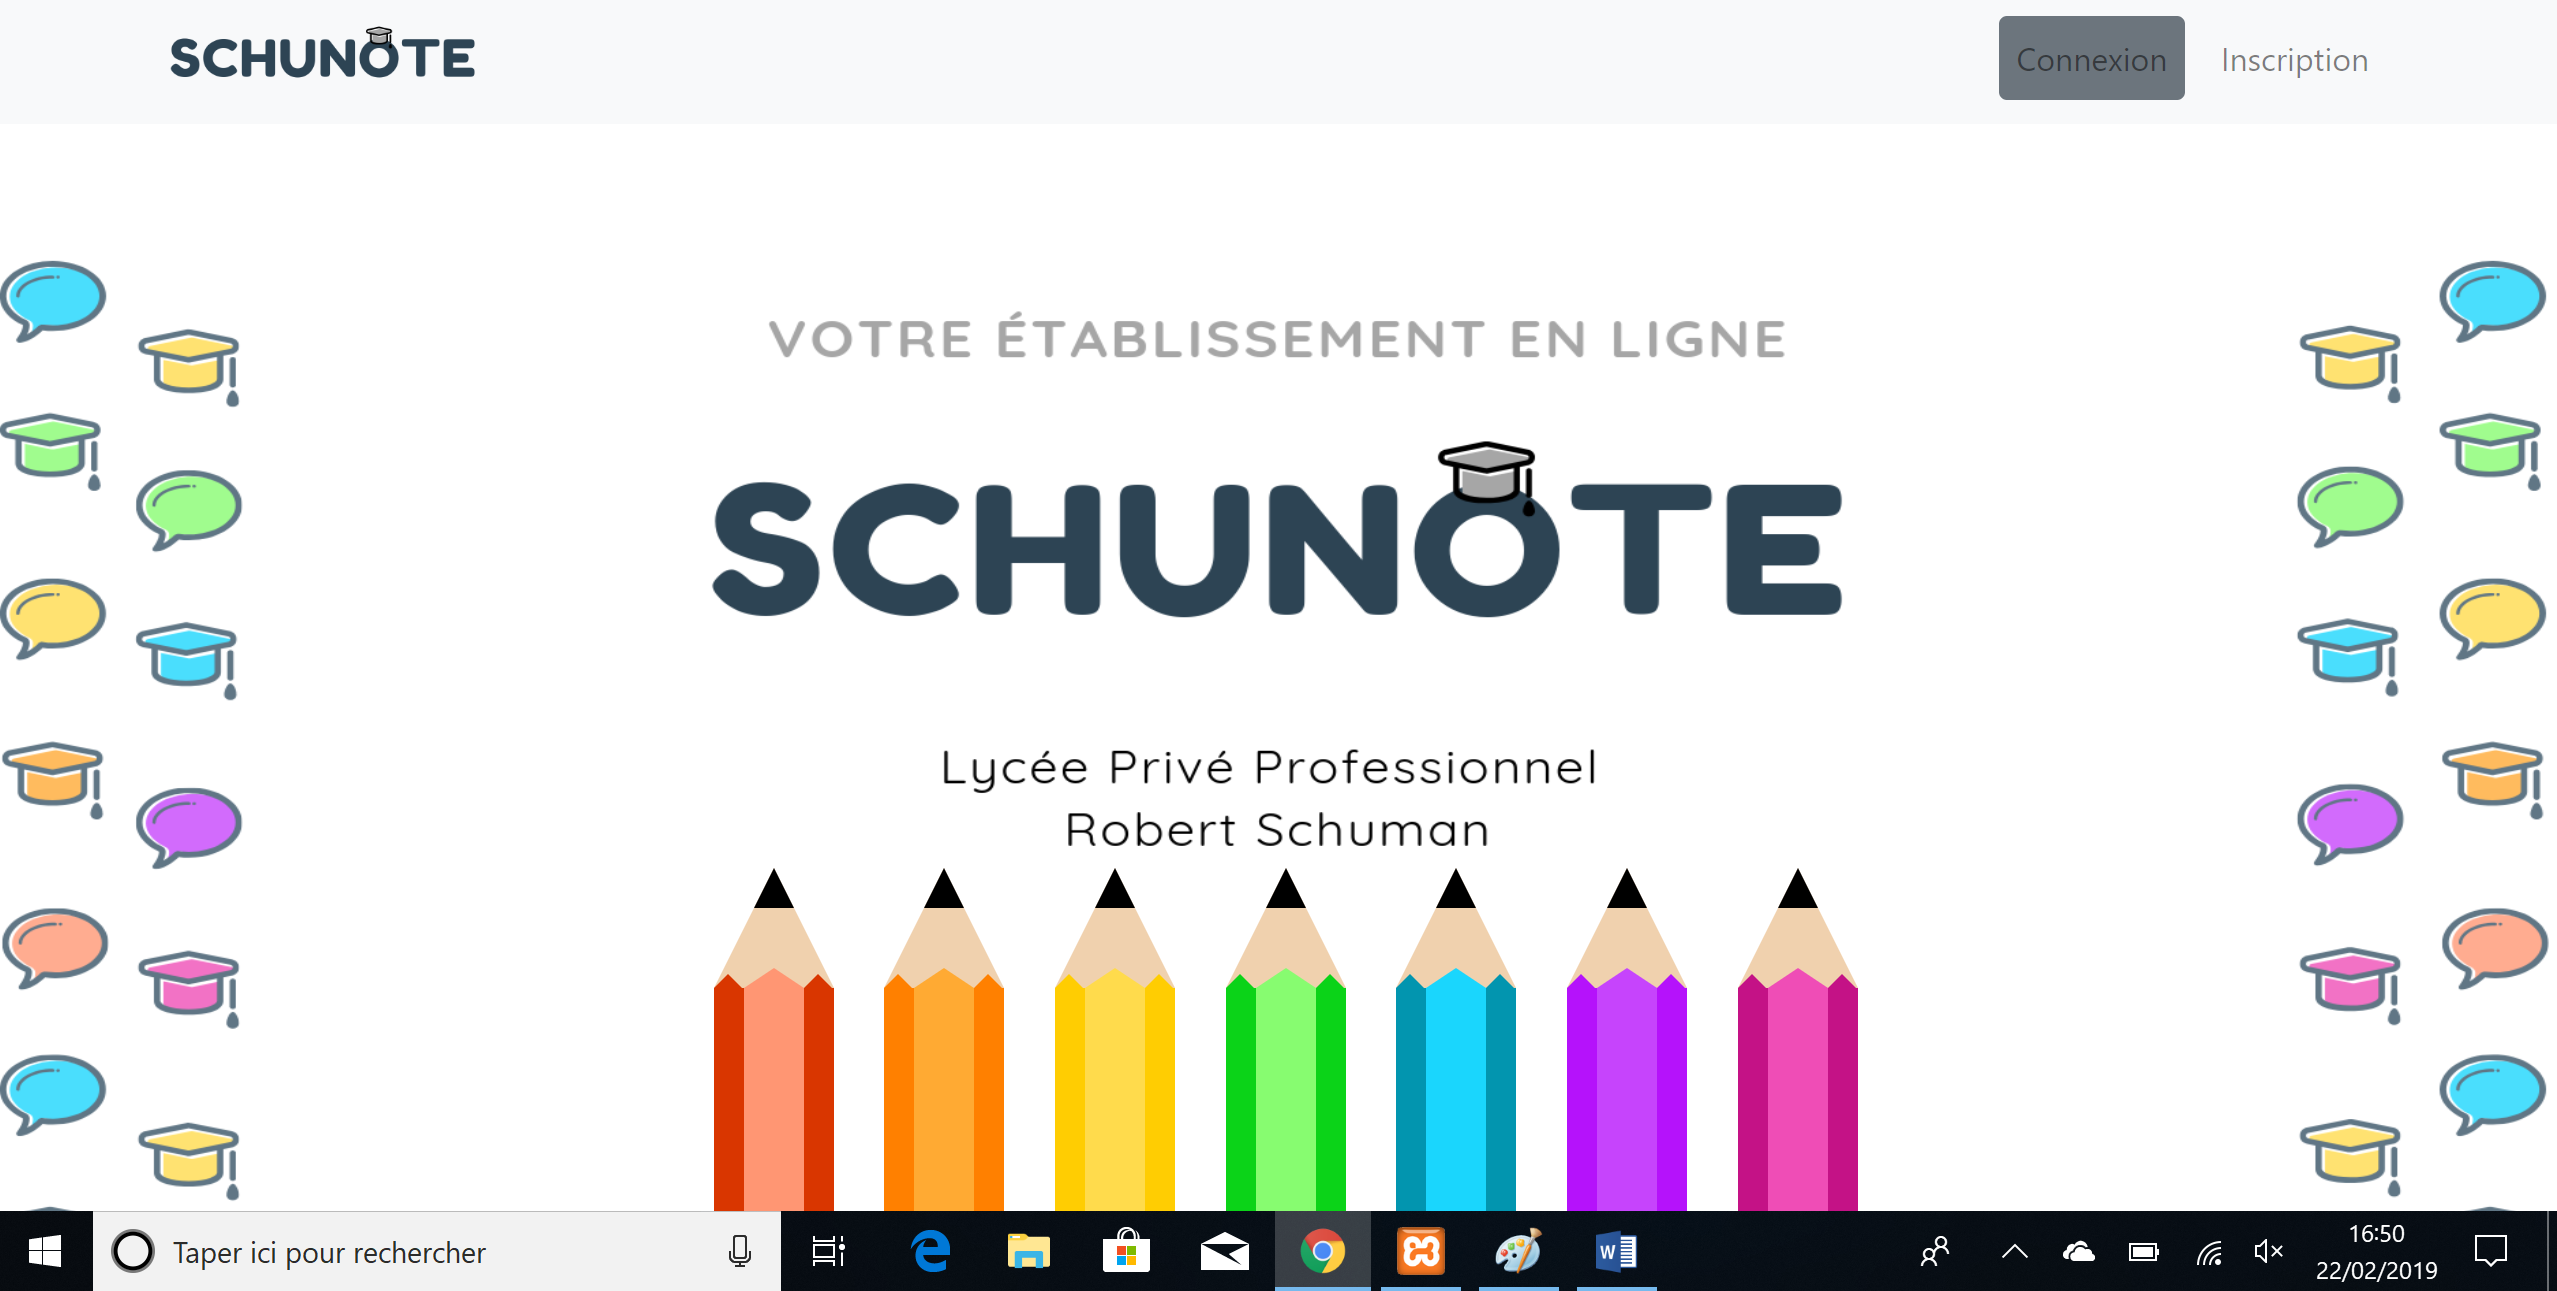 SCHUNOTE
Connexion
Inscription
VOTRE ÉTABLISSEMENT EN LIGNE
SCHUNOTE
Lycée Privé Professionnel
Robert Schuman
Taper ici pour rechercher
16:50
22/02/2019